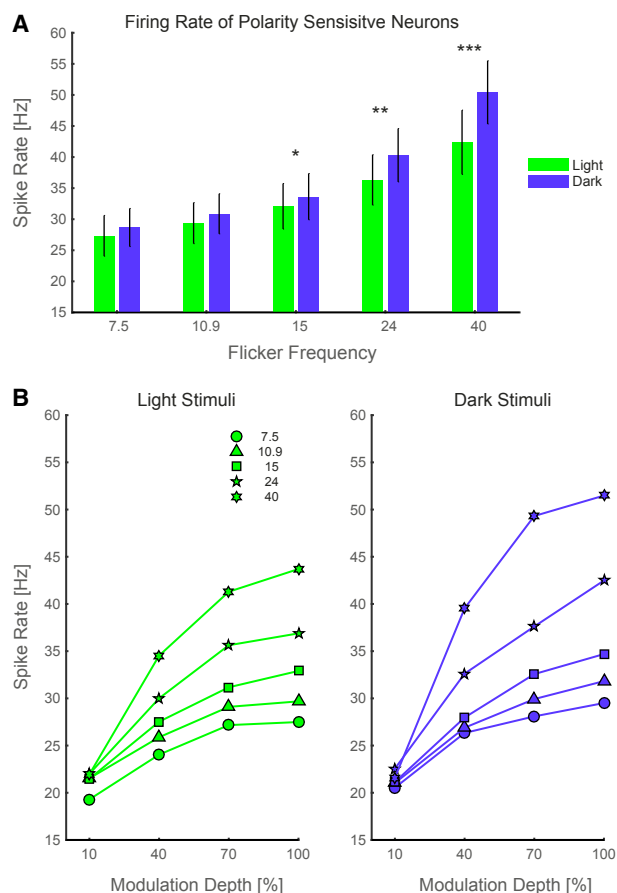 A
Firing Rate of Polarity Sensisitve Neurons
60
55
50
45
40
35
30
25
20
15
Spike Rate [Hz]
*
**
***
Light
Dark
7.5 10.9 15 24 40
Flicker Frequency
B
Light Stimuli
60
55
50
45
40
35
30
25
20
15
Spike Rate [Hz]
7.5
10.9
15
24
40
10 40 70 100
Modulation Depth [%]
Dark Stimuli
60
55
50
45
40
35
30
25
20
15
10 40 70 100
Modulation Depth [%]